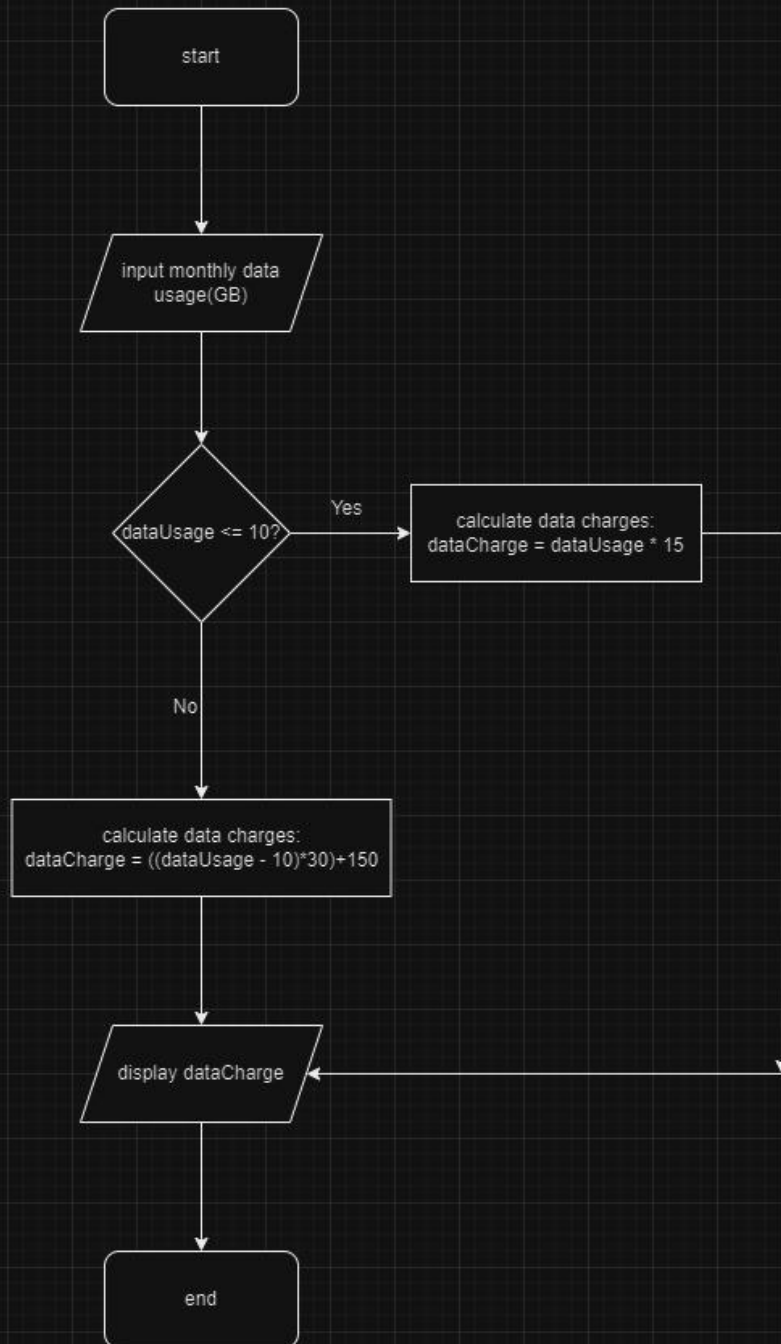 start
input monthly data
usage(GB)
dataUsage <= 10?
Yes
calculate data charges:
dataCharge = dataUsage * 15
No
calculate data charges:
dataCharge = ((dataUsage - 10)*30)+150
display dataCharge
end